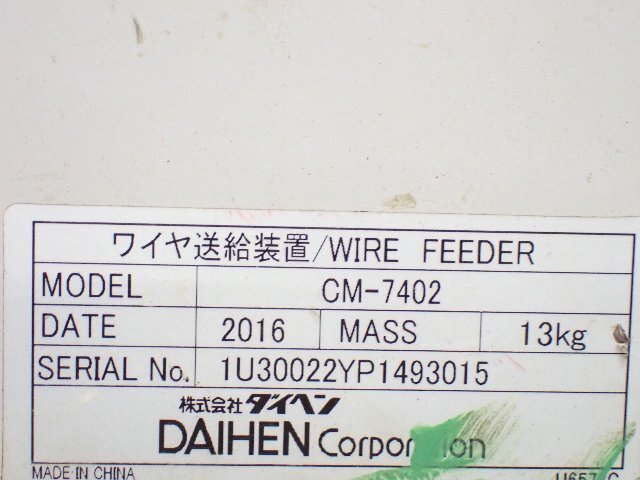 ワイヤ送給装置/WIRE FEEDER
MODEL CM-7402
DATE 2016 MASS 13kg
SERIAL No. 1U30022YP1493015
株式会社ダイヘン
DAIHEN
MADE IN CHINA